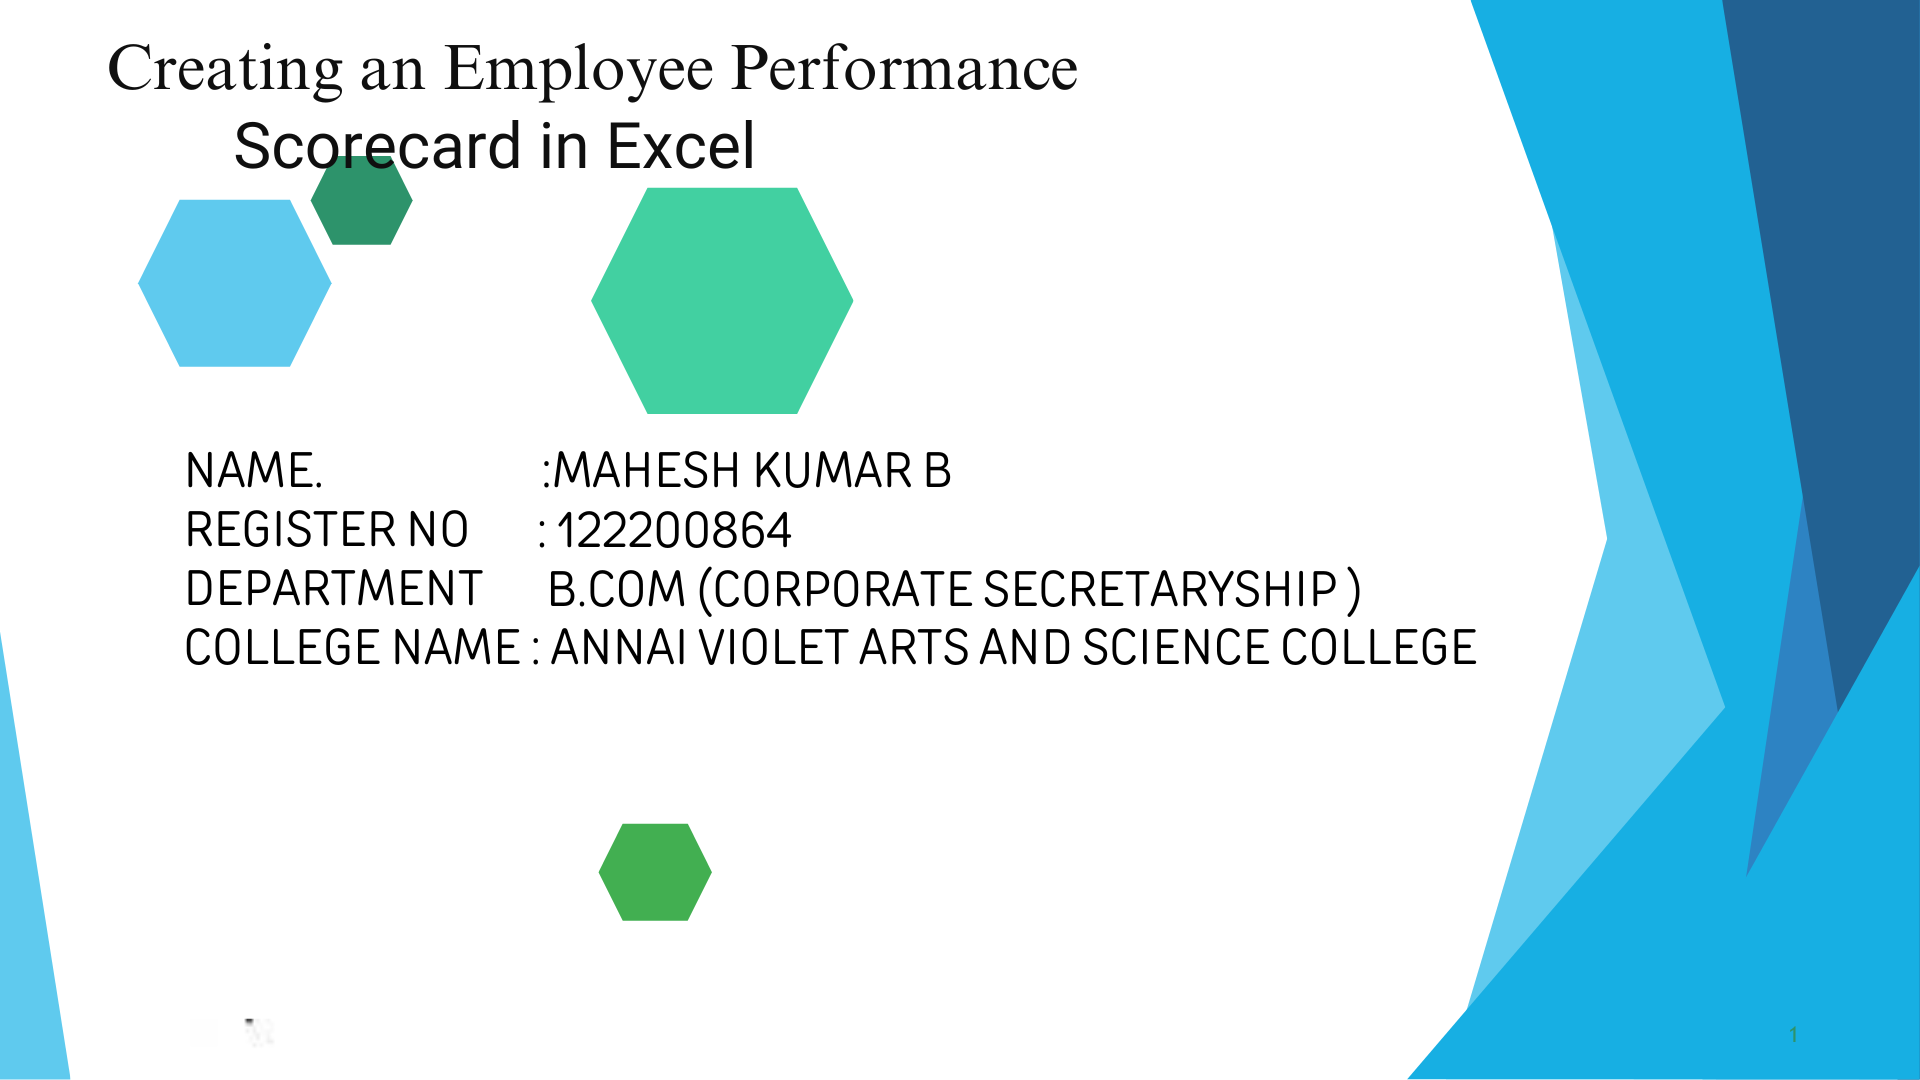 Creating an Employee Performance
Scorecard in Excel
NAME. :MAHESH KUMAR B
REGISTER NO : 122200864
DEPARTMENT B.COM (CORPORATE SECRETARYSHIP )
COLLEGE NAME : ANNAI VIOLET ARTS AND SCIENCE COLLEGE
1